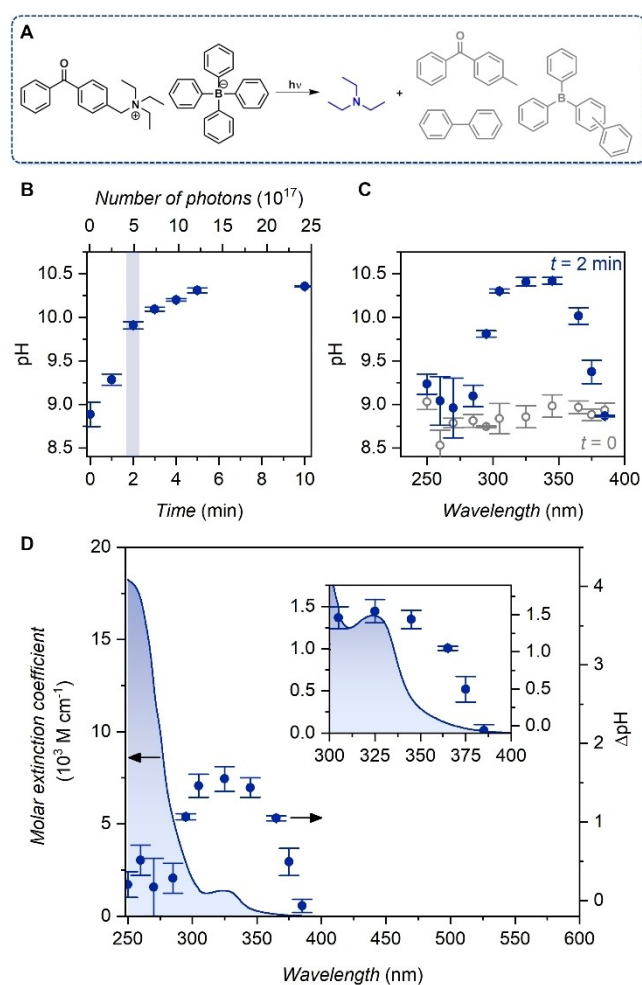 A
O
N
⊕
B
⊖
hν
N
+
O
B
B
Number of photons (10^17)
0 5 10 15 20 25
10.5
10.0
9.5
9.0
8.5
pH
0 2 4 6 8 10
Time (min)
C
t = 2 min
10.5
10.0
9.5
9.0
8.5
pH
t = 0
250 300 350 400
Wavelength (nm)
D
20
15
10
5
0
Molar extinction coefficient
(10^3 M cm^-1)
1.5
1.0
0.5
0.0
1.5
1.0
0.5
0.0
300 325 350 375 400
4
3
2
1
0
ΔpH
250 300 350 400 450 500 550 600
Wavelength (nm)